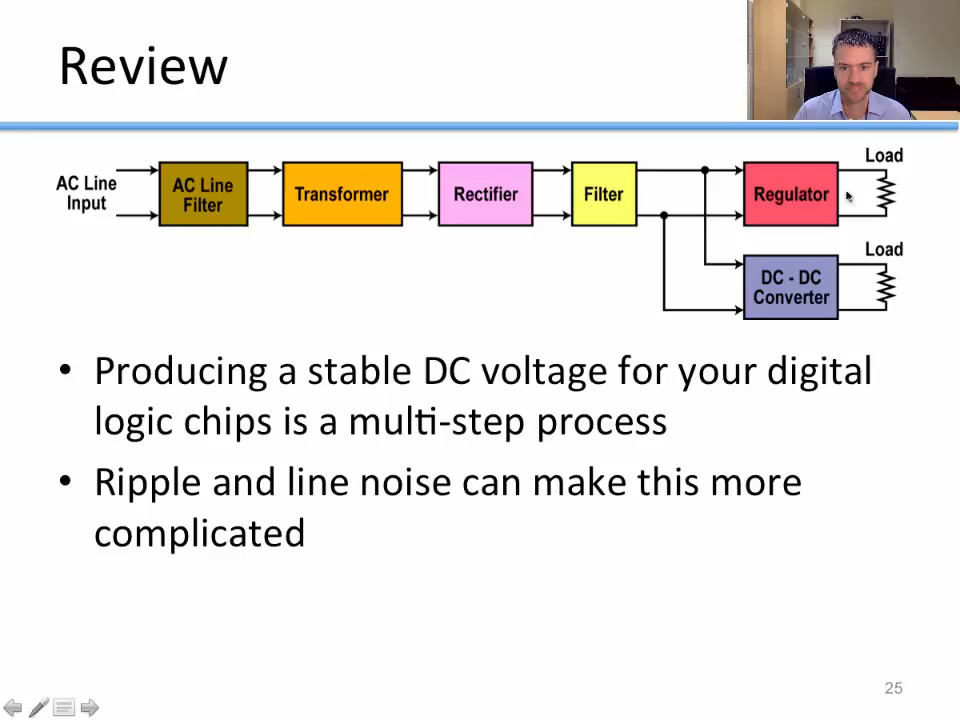 Review
AC Line
Input
AC Line
Filter
Transformer
Rectifier
Filter
Regulator
Load
DC - DC
Converter
Load
• Producing a stable DC voltage for your digital
logic chips is a multi-step process
• Ripple and line noise can make this more
complicated
25